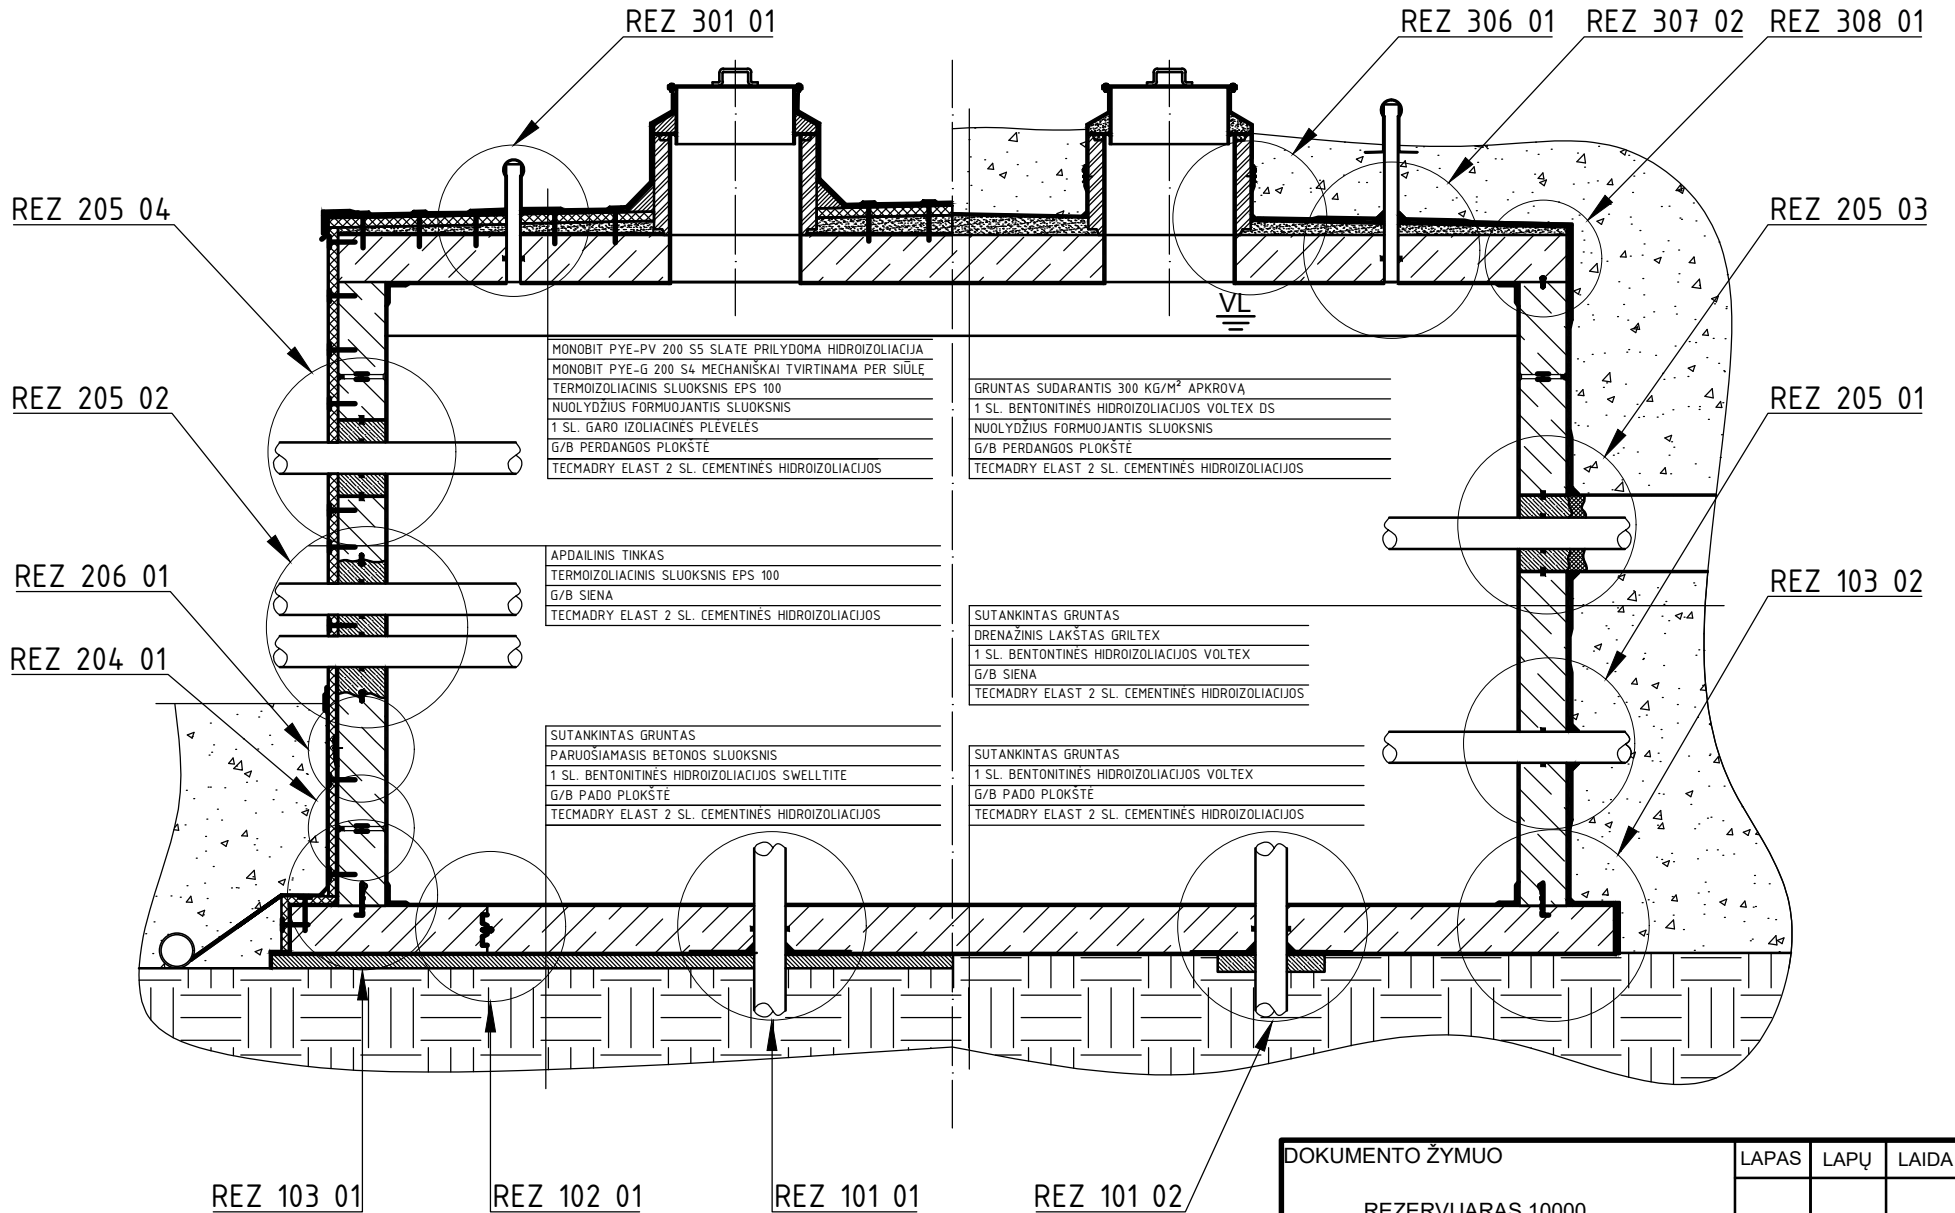 REZ 301 01
REZ 306 01
REZ 307 02
REZ 308 01
REZ 205 04
REZ 205 03
VL
MONOBIT PYE-PV 200 S5 SLATE PRILYDOMA HIDROIZOLIACIJA
MONOBIT PYE-G 200 S4 MECHANIŠKAI TVIRTINAMA PER SIŪLĘ
TERMOIZOLIACINIS SLUOKSNIS EPS 100
NUOLYDŽIUS FORMUOJANTIS SLUOKSNIS
1 SL. GARO IZOLIACINĖS PLĖVELĖS
G/B PERDANGOS PLOKŠTĖ
TECMADRY ELAST 2 SL. CEMENTINĖS HIDROIZOLIACIJOS
GRUNTAS SUDARANTIS 300 KG/M² APKROVĄ
1 SL. BENTONITINĖS HIDROIZOLIACIJOS VOLTEX DS
NUOLYDŽIUS FORMUOJANTIS SLUOKSNIS
G/B PERDANGOS PLOKŠTĖ
TECMADRY ELAST 2 SL. CEMENTINĖS HIDROIZOLIACIJOS
REZ 205 02
REZ 205 01
APDAILINIS TINKAS
TERMOIZOLIACINIS SLUOKSNIS EPS 100
G/B SIENA
TECMADRY ELAST 2 SL. CEMENTINĖS HIDROIZOLIACIJOS
REZ 206 01
REZ 103 02
SUTANKINTAS GRUNTAS
DRENAŽINIS LAKŠTAS GRILTEX
1 SL. BENTONTINĖS HIDROIZOLIACIJOS VOLTEX
G/B SIENA
TECMADRY ELAST 2 SL. CEMENTINĖS HIDROIZOLIACIJOS
REZ 204 01
SUTANKINTAS GRUNTAS
PARUOŠIAMASIS BETONOS SLUOKSNIS
1 SL. BENTONITINĖS HIDROIZOLIACIJOS SWELLTITE
G/B PADO PLOKŠTĖ
TECMADRY ELAST 2 SL. CEMENTINĖS HIDROIZOLIACIJOS
SUTANKINTAS GRUNTAS
1 SL. BENTONITINĖS HIDROIZOLIACIJOS VOLTEX
G/B PADO PLOKŠTĖ
TECMADRY ELAST 2 SL. CEMENTINĖS HIDROIZOLIACIJOS
REZ 103 01
REZ 102 01
REZ 101 01
REZ 101 02
DOKUMENTO ŽYMUO
LAPAS LAPŲ LAIDA
REZERVUARAS 10000